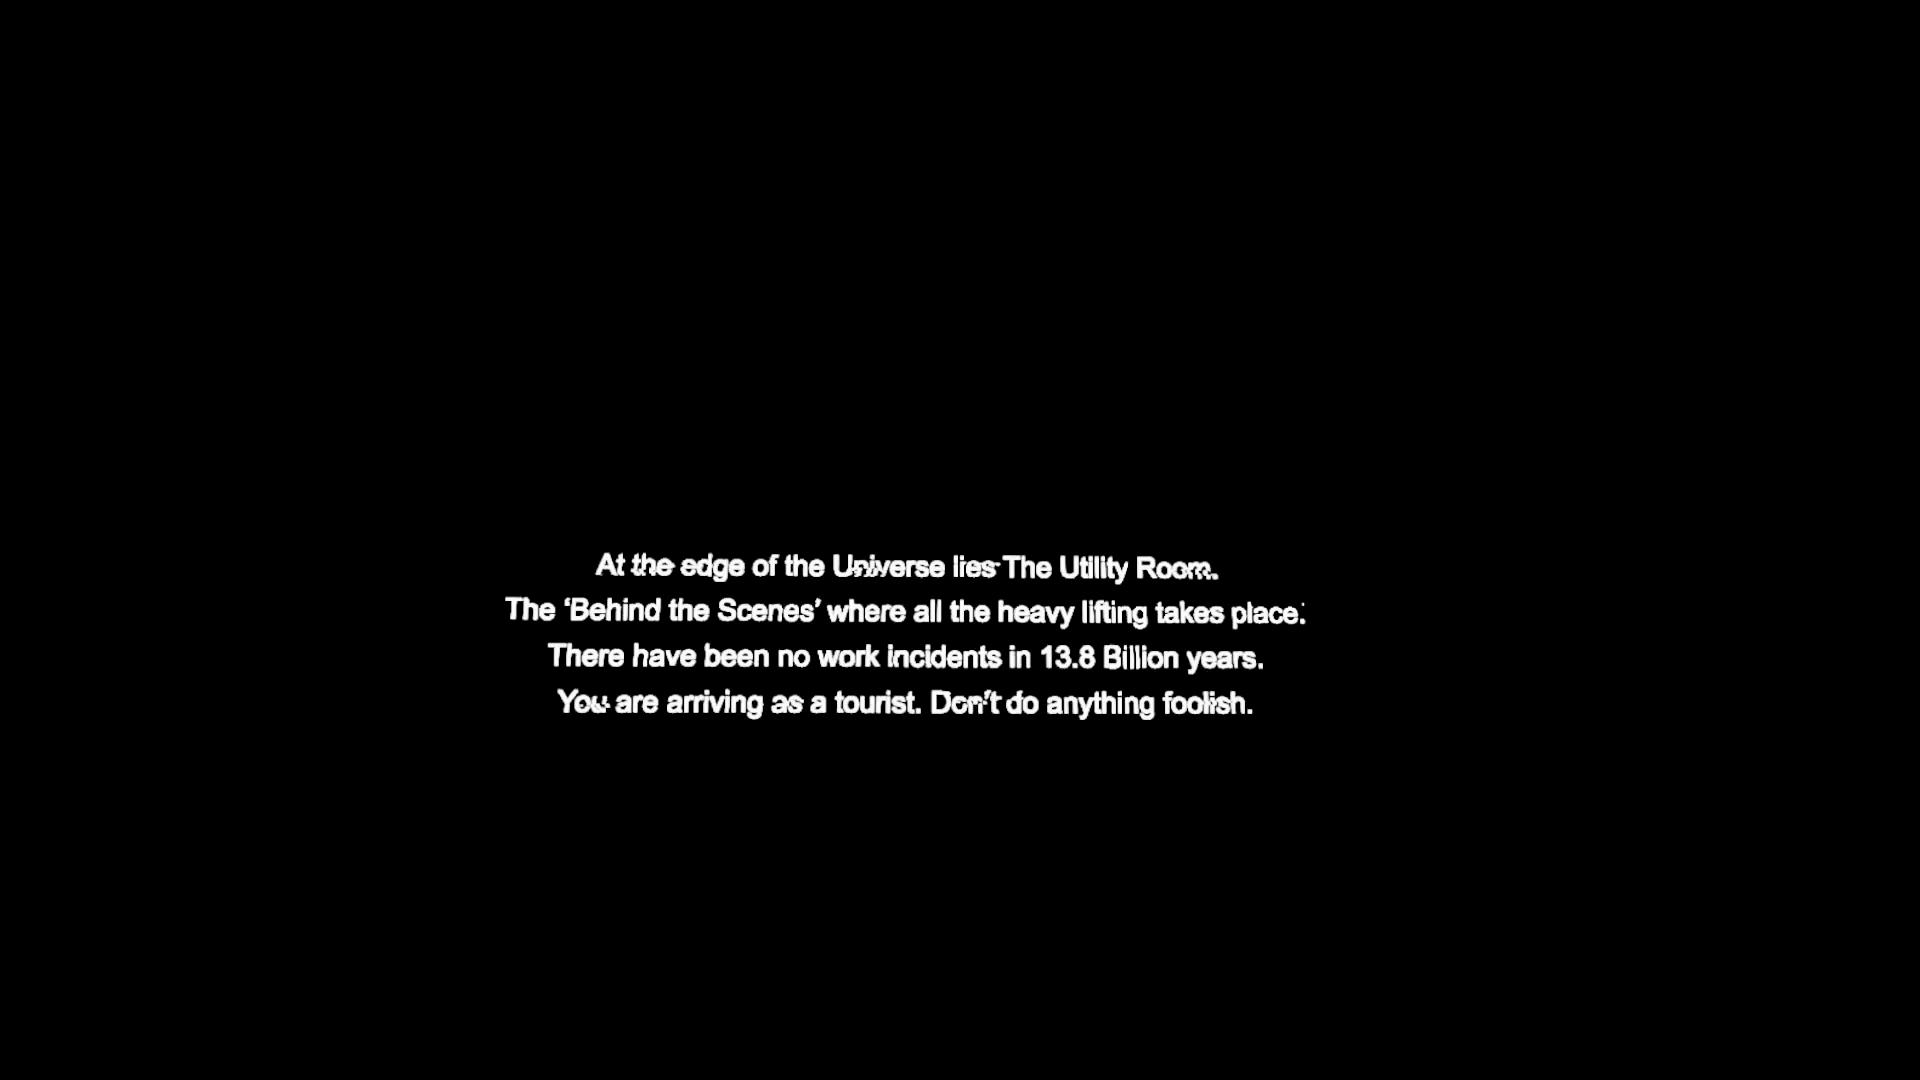 At the edge of the Universe lies The Utility Room.
The ‘Behind the Scenes’ where all the heavy lifting takes place.
There have been no work incidents in 13.8 Billion years.
You are arriving as a tourist. Don’t do anything foolish.